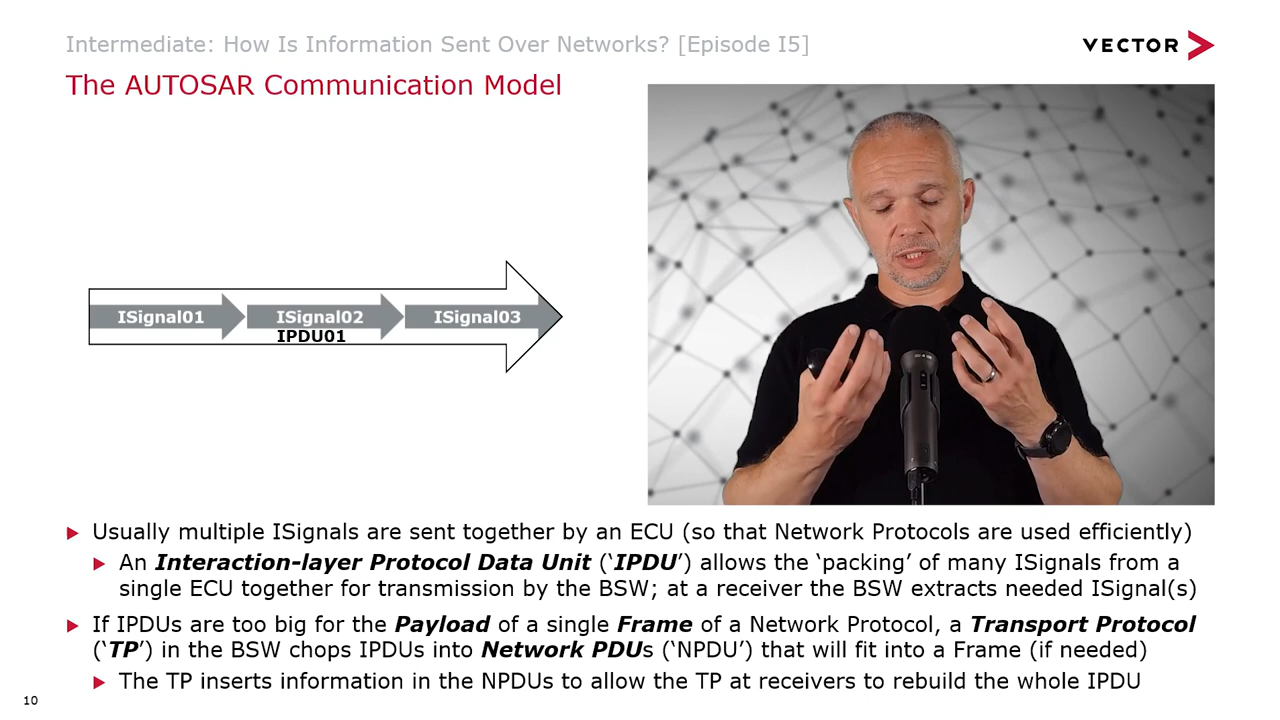 Intermediate: How Is Information Sent Over Networks? [Episode I5]
VECTOR
The AUTOSAR Communication Model
ISignal01
ISignal02
ISignal03
IPDU01
Usually multiple ISignals are sent together by an ECU (so that Network Protocols are used efficiently)
An Interaction-layer Protocol Data Unit (‘IPDU’) allows the ‘packing’ of many ISignals from a
single ECU together for transmission by the BSW; at a receiver the BSW extracts needed ISignal(s)
If IPDUs are too big for the Payload of a single Frame of a Network Protocol, a Transport Protocol
(‘TP’) in the BSW chops IPDUs into Network PDUs (‘NPDU’) that will fit into a Frame (if needed)
The TP inserts information in the NPDUs to allow the TP at receivers to rebuild the whole IPDU
10